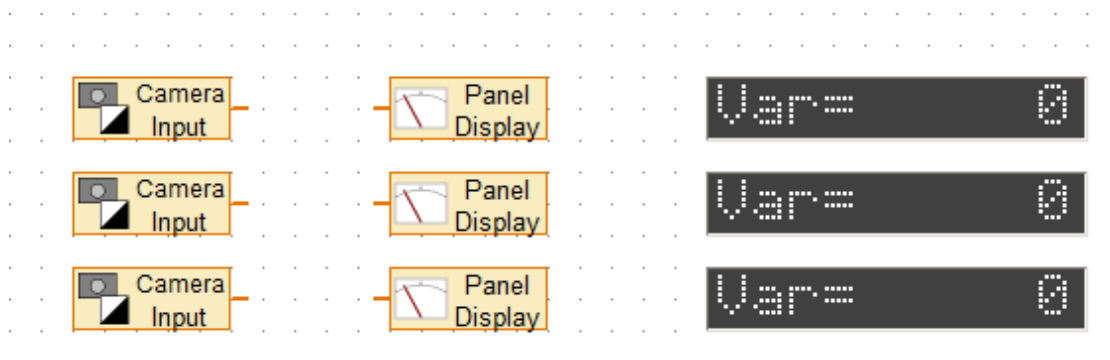 Camera Input
Panel Display
Var= 0
Camera Input
Panel Display
Var= 0
Camera Input
Panel Display
Var= 0